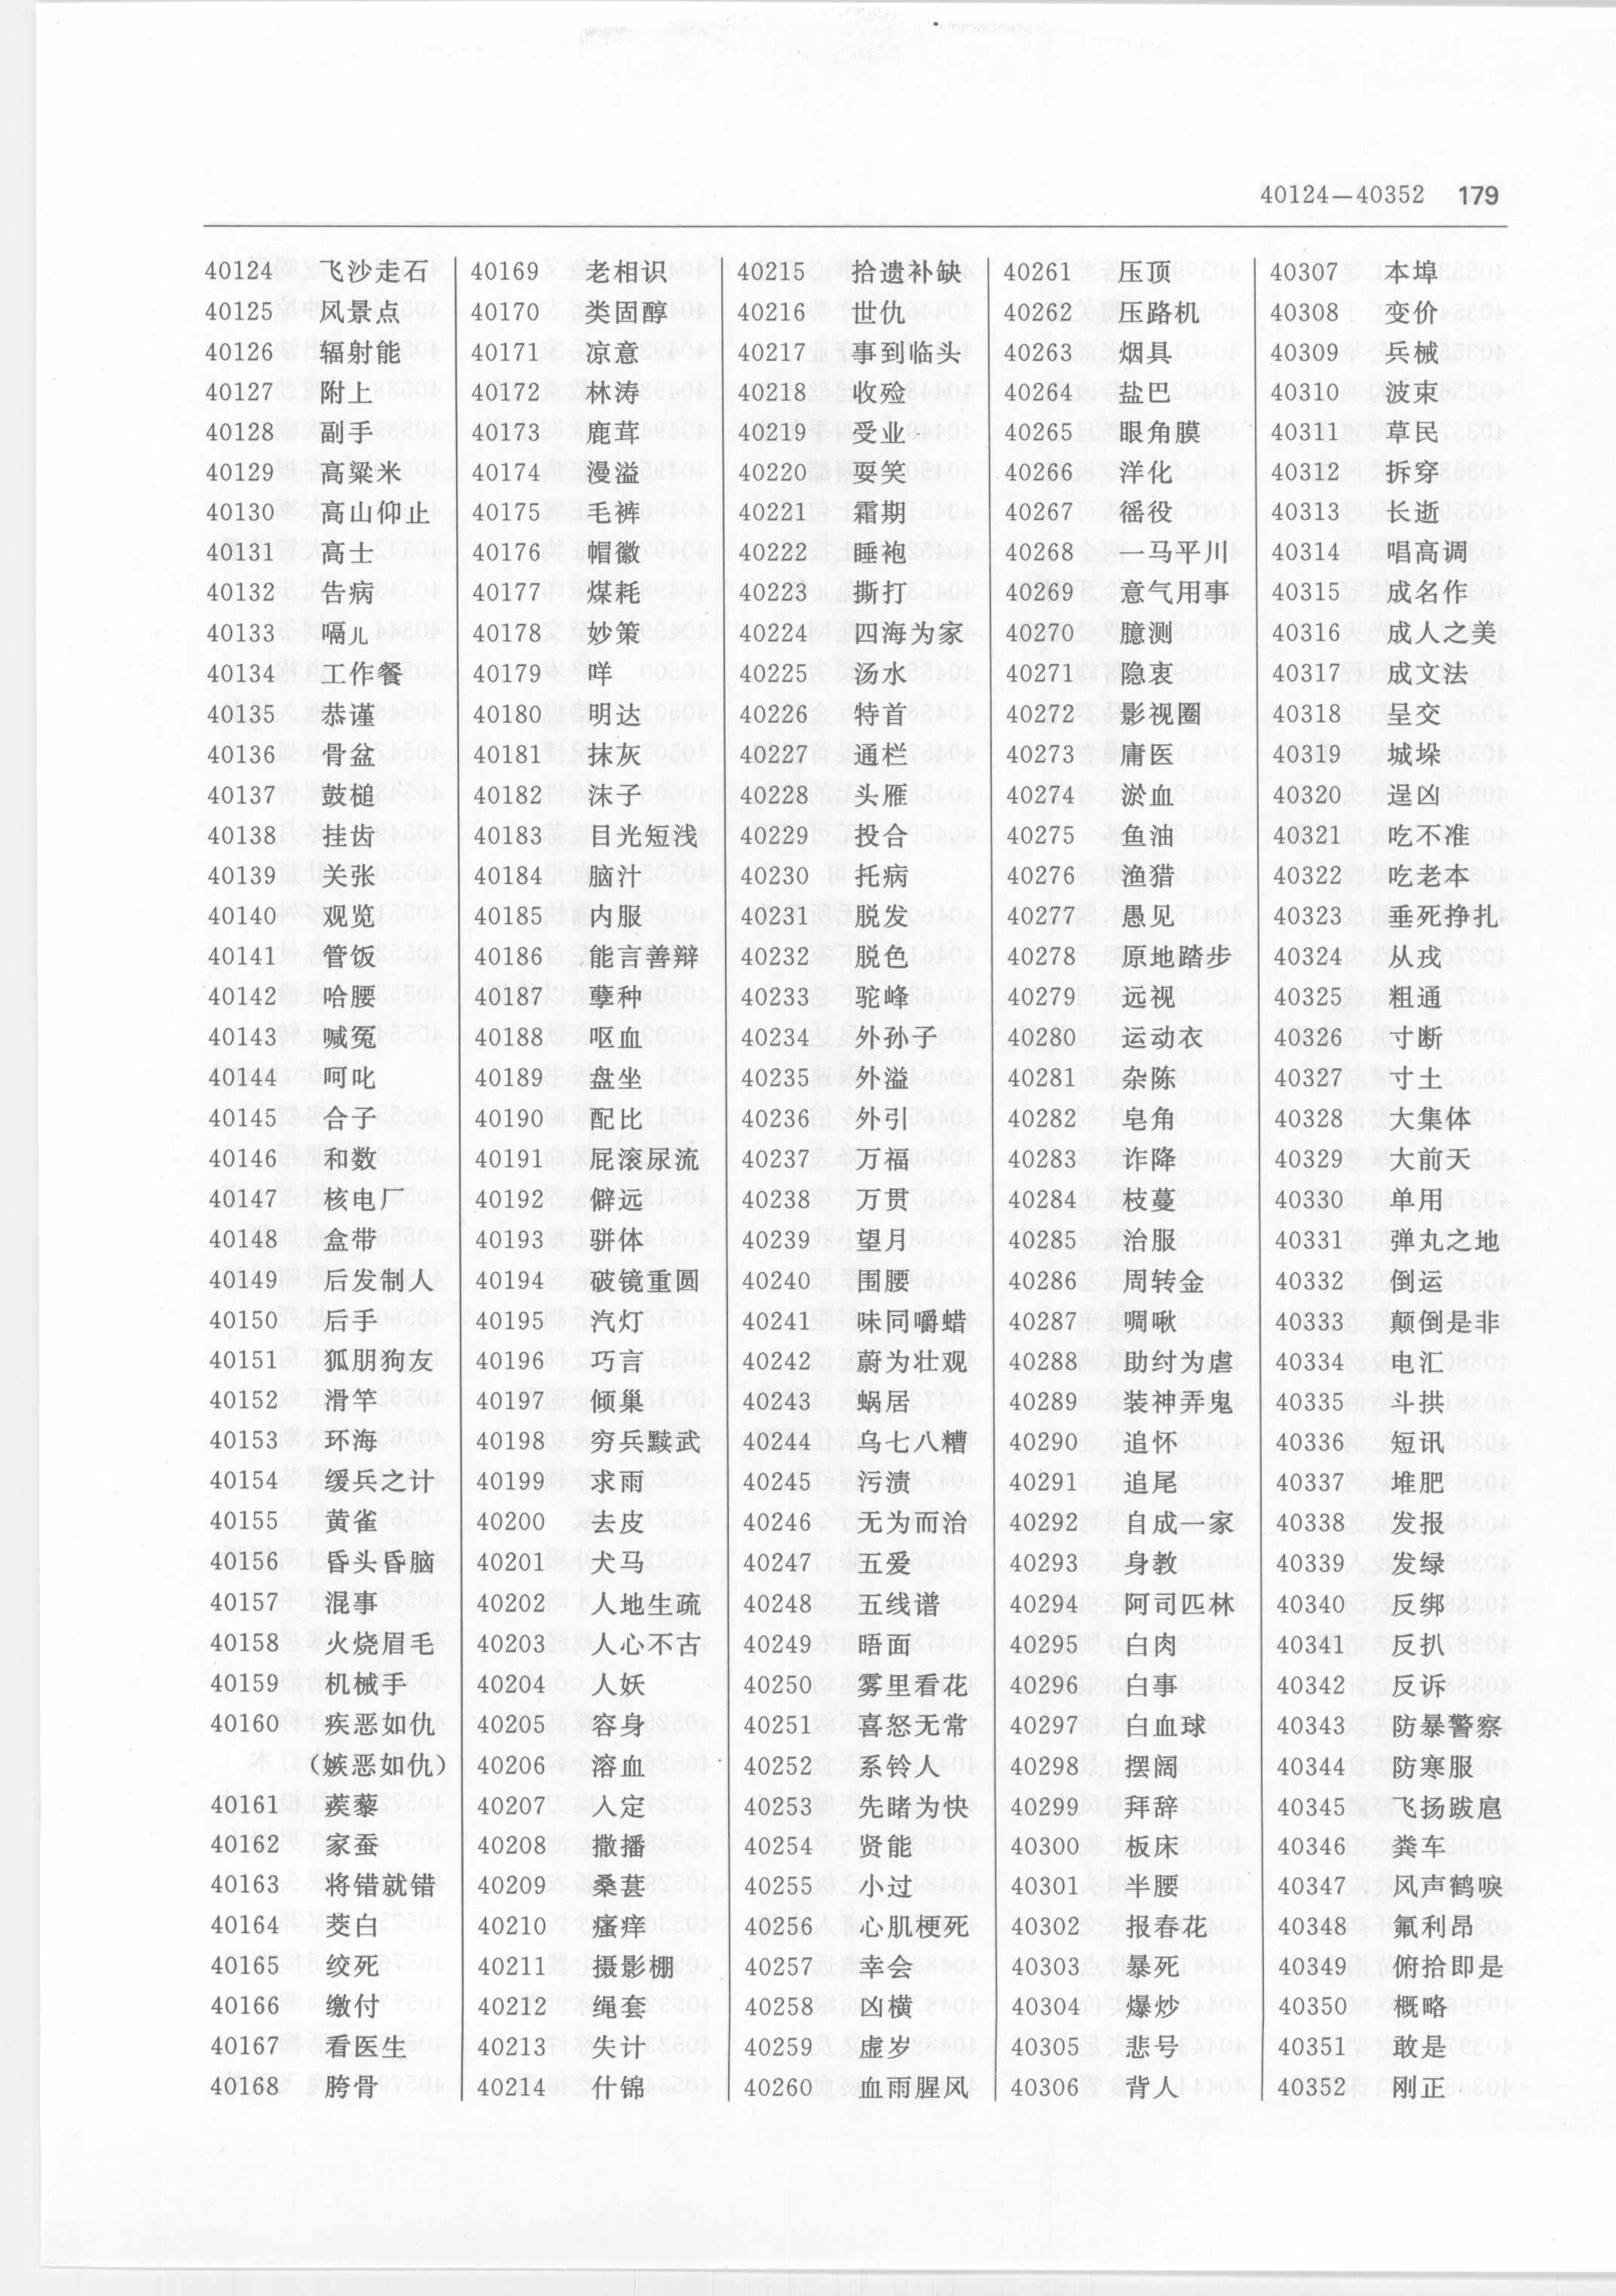 40124—40352 179
40124 飞沙走石
40125 风景点
40126 辐射能
40127 附上
40128 副手
40129 高粱米
40130 高山仰止
40131 高士
40132 告病
40133 嗝儿
40134 工作餐
40135 恭谨
40136 骨盆
40137 鼓槌
40138 挂齿
40139 关张
40140 观览
40141 管饭
40142 哈腰
40143 喊冤
40144 呵叱
40145 合子
40146 和数
40147 核电厂
40148 盒带
40149 后发制人
40150 后手
40151 狐朋狗友
40152 滑竿
40153 环海
40154 缓兵之计
40155 黄雀
40156 昏头昏脑
40157 混事
40158 火烧眉毛
40159 机械手
40160 疾恶如仇
(嫉恶如仇)
40161 蒺藜
40162 家蚕
40163 将错就错
40164 茭白
40165 绞死
40166 缴付
40167 看医生
40168 胯骨
40169 老相识
40170 类固醇
40171 凉意
40172 林涛
40173 鹿茸
40174 漫溢
40175 毛裤
40176 帽徽
40177 煤耗
40178 妙策
40179 咩
40180 明达
40181 抹灰
40182 沫子
40183 目光短浅
40184 脑汁
40185 内服
40186 能言善辩
40187 孽种
40188 呕血
40189 盘坐
40190 配比
40191 屁滚尿流
40192 僻远
40193 骈体
40194 破镜重圆
40195 汽灯
40196 巧言
40197 倾巢
40198 穷兵黩武
40199 求雨
40200 去皮
40201 犬马
40202 人地生疏
40203 人心不古
40204 人妖
40205 容身
40206 溶血
40207 入定
40208 撒播
40209 桑葚
40210 瘙痒
40211 摄影棚
40212 绳套
40213 失计
40214 什锦
40215 拾遗补缺
40216 世仇
40217 事到临头
40218 收殓
40219 受业
40220 耍笑
40221 霜期
40222 睡袍
40223 撕打
40224 四海为家
40225 汤水
40226 特首
40227 通栏
40228 头雁
40229 投合
40230 托病
40231 脱发
40232 脱色
40233 驼峰
40234 外孙子
40235 外溢
40236 外引
40237 万福
40238 万贯
40239 望月
40240 围腰
40241 味同嚼蜡
40242 蔚为壮观
40243 蜗居
40244 乌七八糟
40245 污渍
40246 无为而治
40247 五爱
40248 五线谱
40249 晤面
40250 雾里看花
40251 喜怒无常
40252 系铃人
40253 先睹为快
40254 贤能
40255 小过
40256 心肌梗死
40257 幸会
40258 凶横
40259 虚岁
40260 血雨腥风
40261 压顶
40262 压路机
40263 烟具
40264 盐巴
40265 眼角膜
40266 洋化
40267 徭役
40268 一马平川
40269 意气用事
40270 臆测
40271 隐衷
40272 影视圈
40273 庸医
40274 淤血
40275 鱼油
40276 渔猎
40277 愚见
40278 原地踏步
40279 远视
40280 运动衣
40281 杂陈
40282 皂角
40283 诈降
40284 枝蔓
40285 治服
40286 周转金
40287 啁啾
40288 助纣为虐
40289 装神弄鬼
40290 追怀
40291 追尾
40292 自成一家
40293 身教
40294 阿司匹林
40295 白肉
40296 白事
40297 白血球
40298 摆阔
40299 拜辞
40300 板床
40301 半腰
40302 报春花
40303 暴死
40304 爆炒
40305 悲号
40306 背人
40307 本埠
40308 变价
40309 兵械
40310 波束
40311 草民
40312 拆穿
40313 长逝
40314 唱高调
40315 成名作
40316 成人之美
40317 成文法
40318 呈交
40319 城垛
40320 逞凶
40321 吃不准
40322 吃老本
40323 垂死挣扎
40324 从戎
40325 粗通
40326 寸断
40327 寸土
40328 大集体
40329 大前天
40330 单用
40331 弹丸之地
40332 倒运
40333 颠倒是非
40334 电汇
40335 斗拱
40336 短讯
40337 堆肥
40338 发报
40339 发绿
40340 反绑
40341 反扒
40342 反诉
40343 防暴警察
40344 防寒服
40345 飞扬跋扈
40346 粪车
40347 风声鹤唳
40348 氟利昂
40349 俯拾即是
40350 概略
40351 敢是
40352 刚正